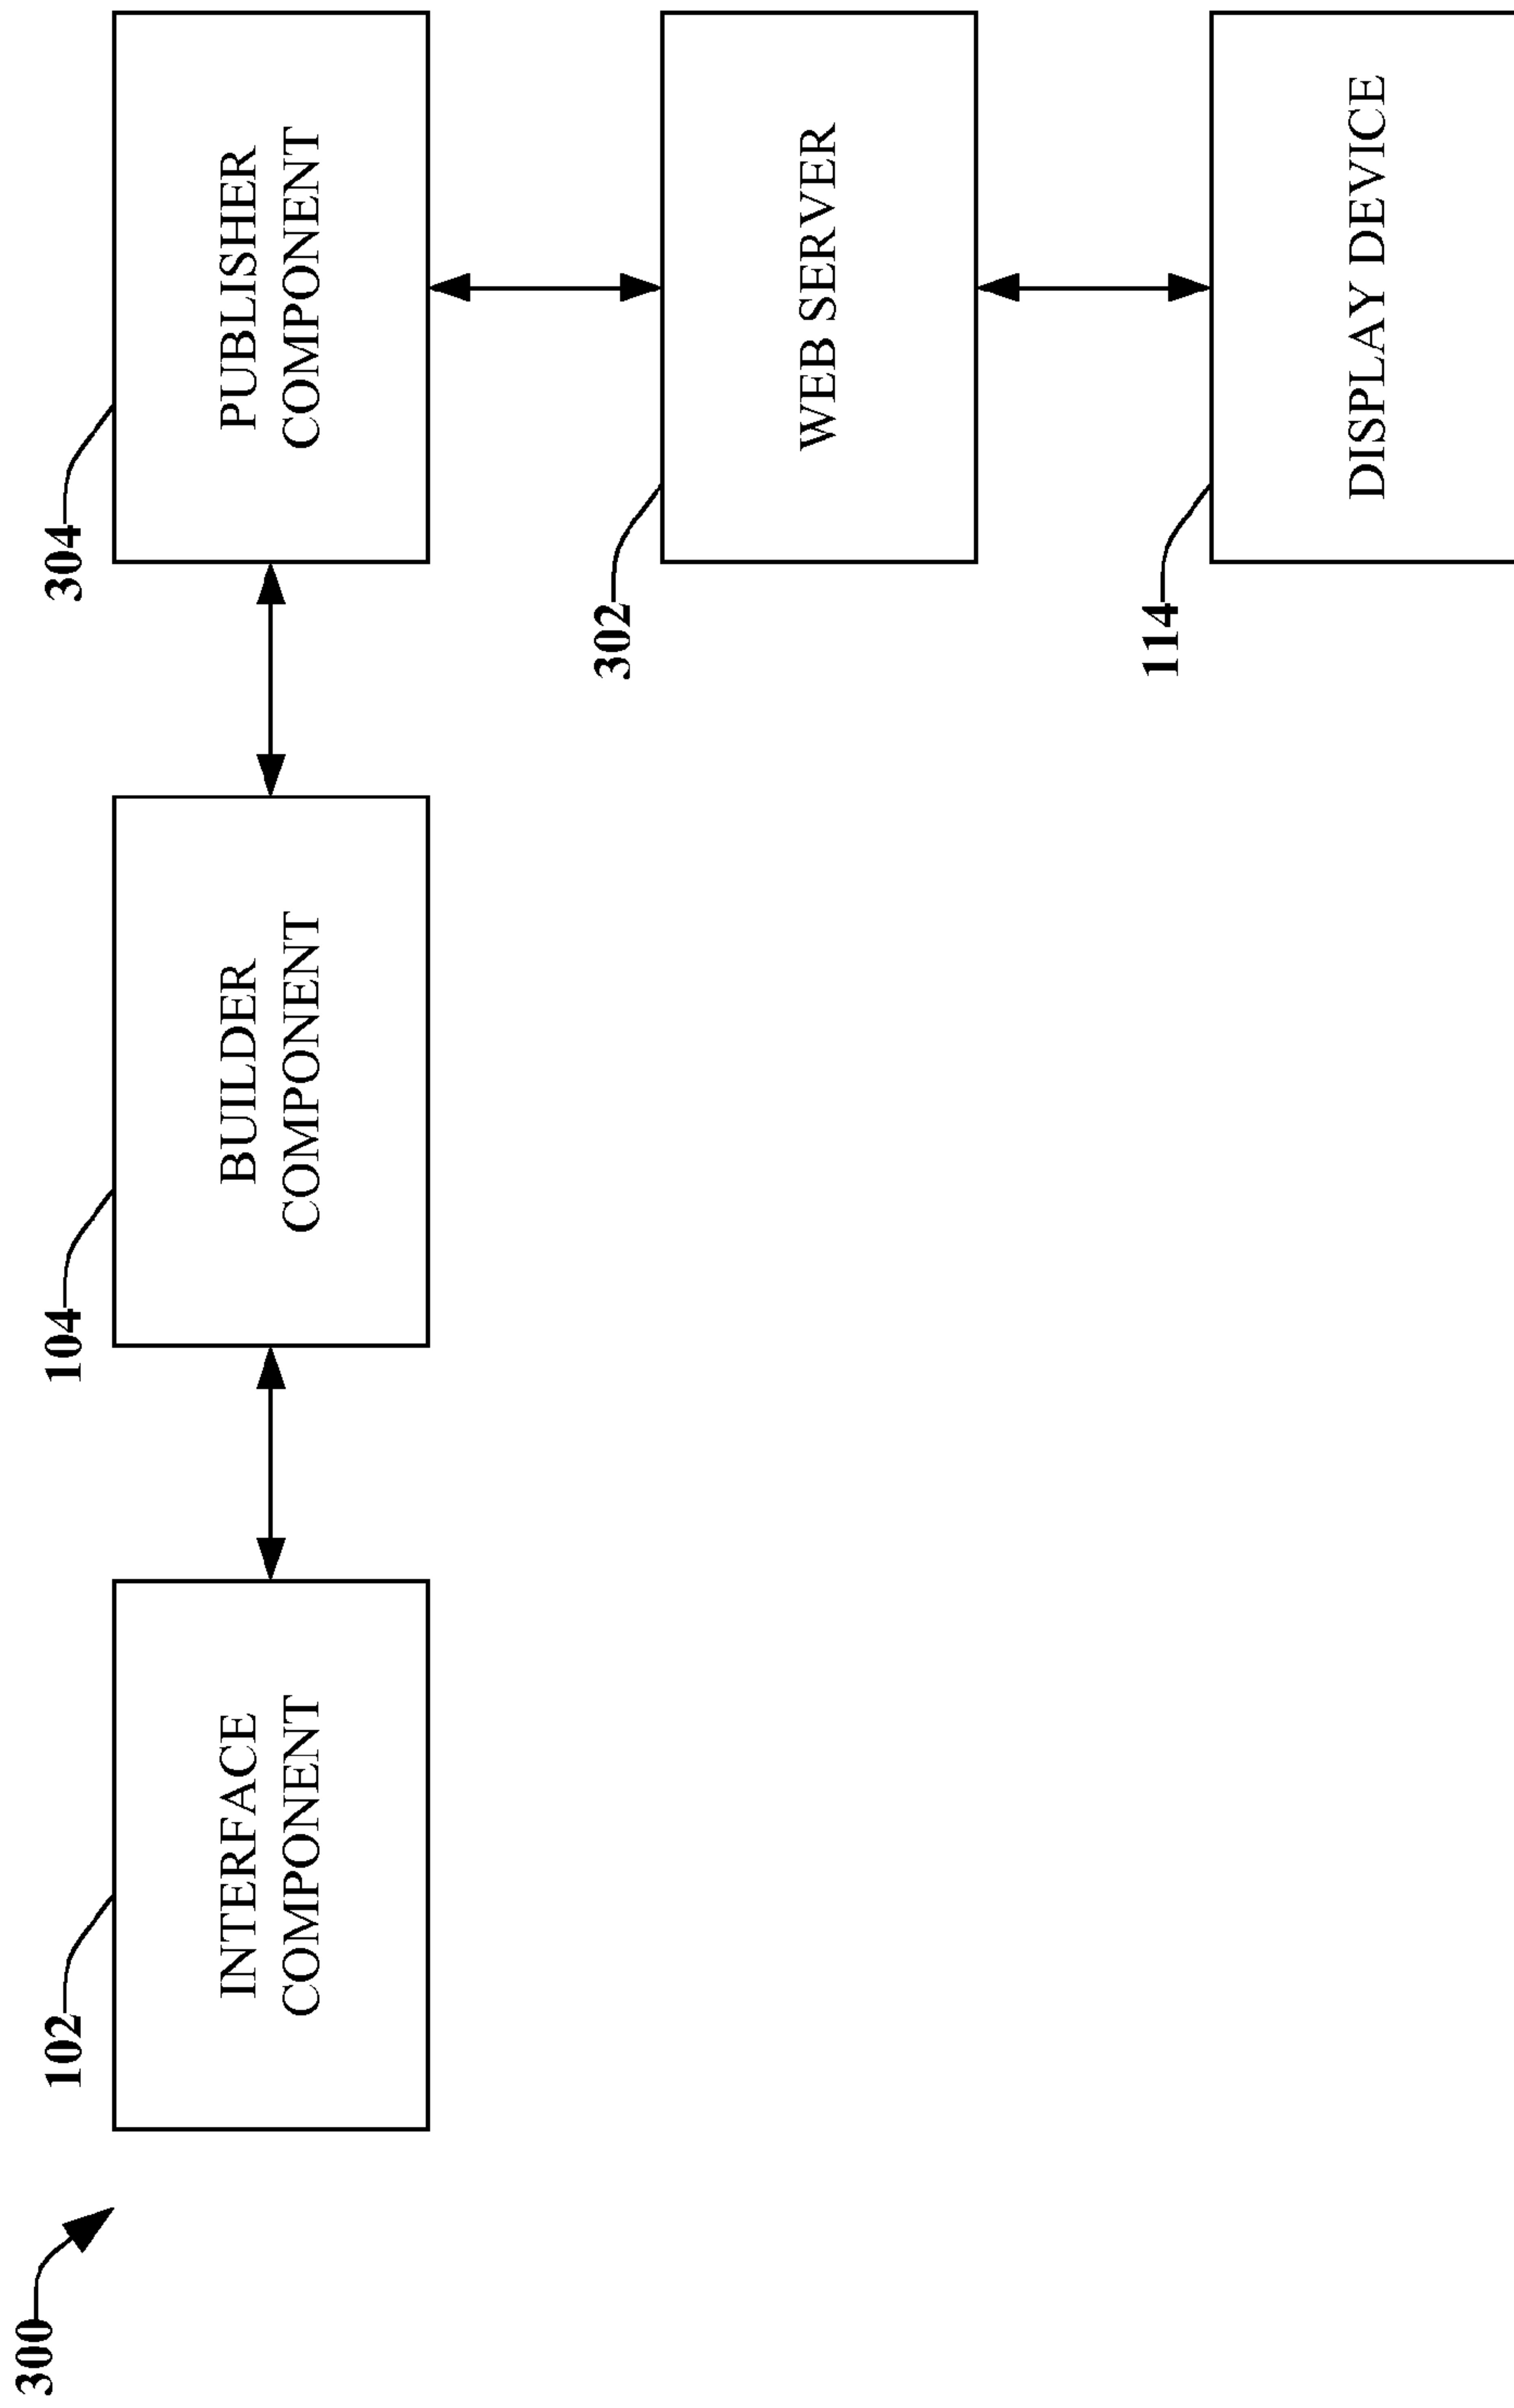 300
102
INTERFACE
COMPONENT
104
BUILDER
COMPONENT
304
PUBLISHER
COMPONENT
302
WEB SERVER
114
DISPLAY DEVICE